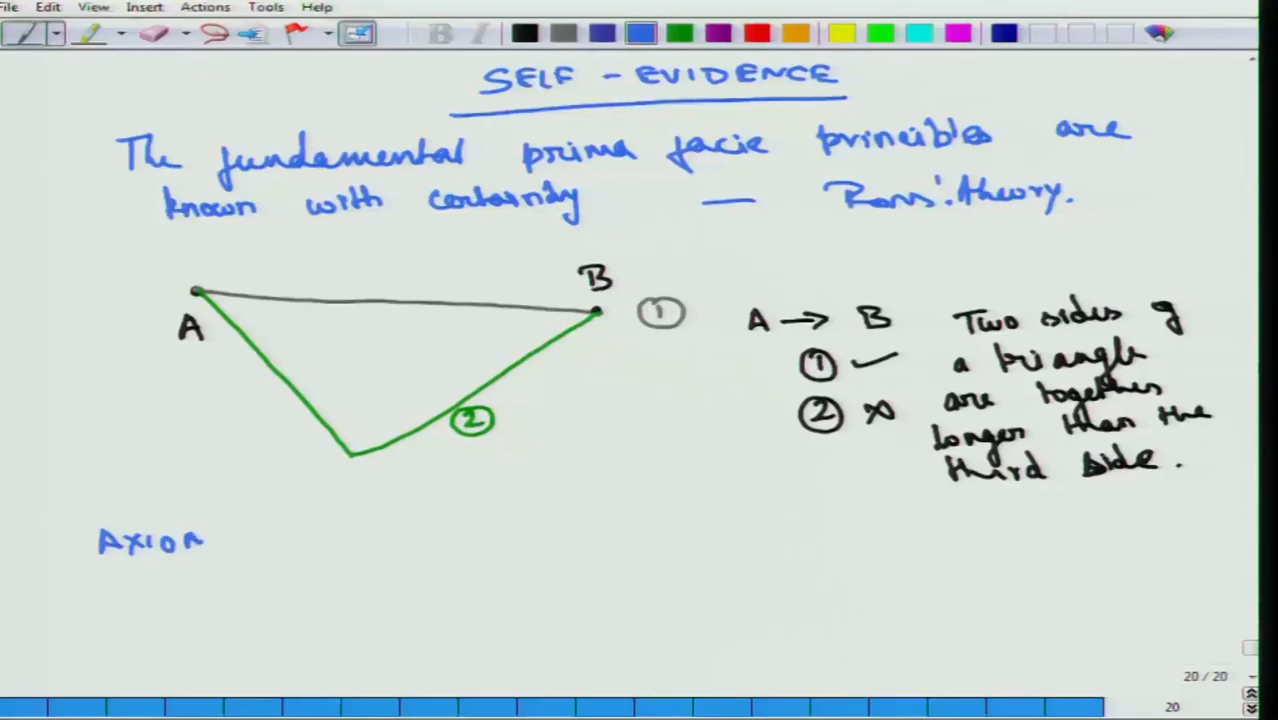 File Edit View Insert Actions Tools Help
SELF - EVIDENCE
The fundamental prima facie principles are
known with certainty — Ross' theory.
A
B
1
2
A → B Two sides of
1 ✓ a triangle
2 × are together
longer than the
third side.
AXIOM
20 / 20
20